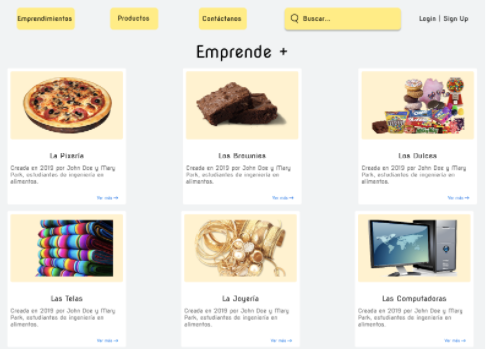 Emprendimientos
Productos
Contáctanos
Buscar...
Login | Sign Up
Emprende +
La Pizzería
Creada en 2019 por John Doe y Mary
Park, estudiantes de ingeniería en
alimentos.
Ver más →
Los Brownies
Creada en 2019 por John Doe y Mary
Park, estudiantes de ingeniería en
alimentos.
Ver más →
Los Dulces
Creada en 2019 por John Doe y Mary
Park, estudiantes de ingeniería en
alimentos.
Ver más →
Las Telas
Creada en 2019 por John Doe y Mary
Park, estudiantes de ingeniería en
alimentos.
Ver más →
La Joyería
Creada en 2019 por John Doe y Mary
Park, estudiantes de ingeniería en
alimentos.
Ver más →
Las Computadoras
Creada en 2019 por John Doe y Mary
Park, estudiantes de ingeniería en
alimentos.
Ver más →